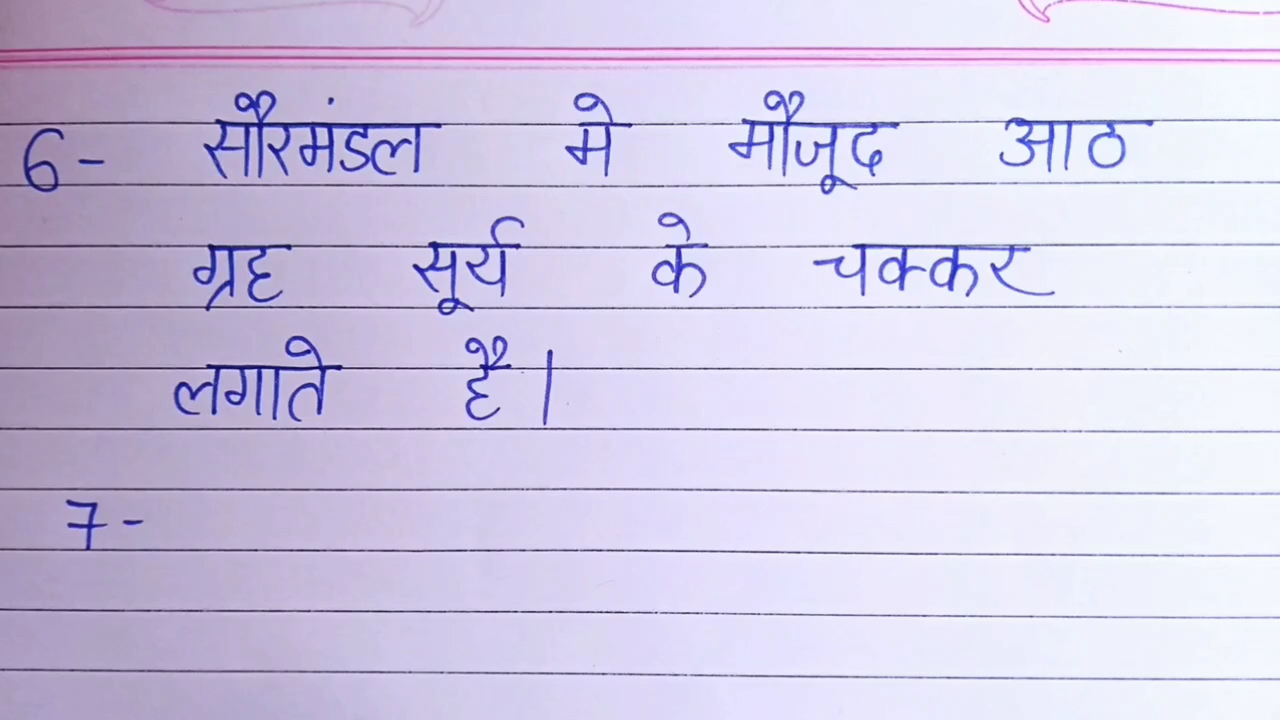 6- सौरमंडल मे मौजूद आठ
ग्रह सूर्य के चक्कर
लगाते है।
7-